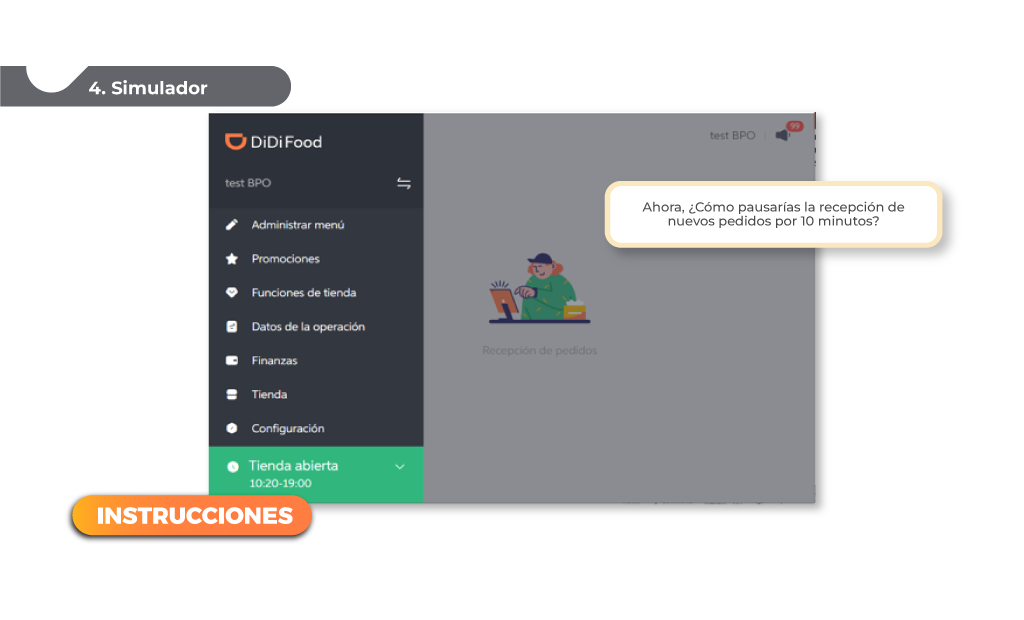 4. Simulador
DiDi Food
test BPO
99
test BPO
Ahora, ¿Cómo pausarías la recepción de
nuevos pedidos por 10 minutos?
Administrar menú
Promociones
Funciones de tienda
Datos de la operación
Finanzas
Tienda
Configuración
Recepción de pedidos
Tienda abierta
10:20-19:00
INSTRUCCIONES